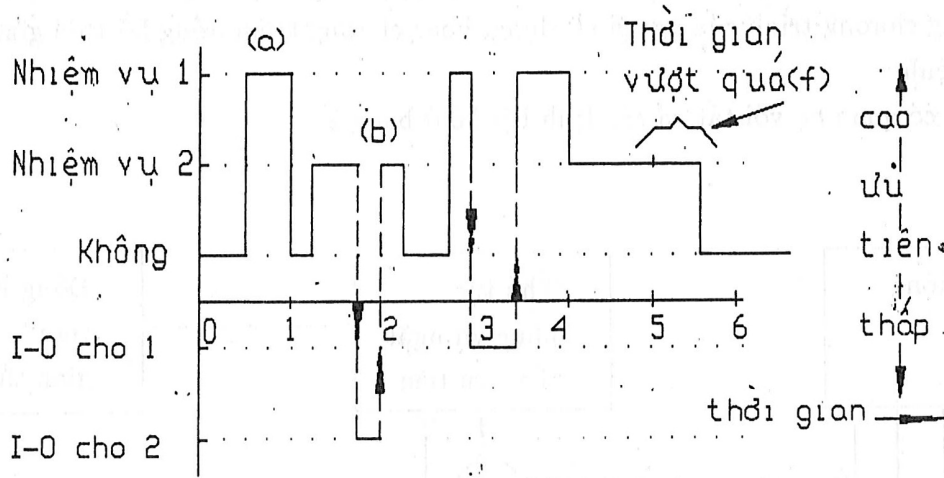 (a)
Thời gian
vượt quá(f)
Nhiệm vụ 1
cao
(b)
Nhiệm vụ 2
ưu
tiên
Không
0 1 2 3 4 5 6
thấp
I-O cho 1
thời gian
I-O cho 2